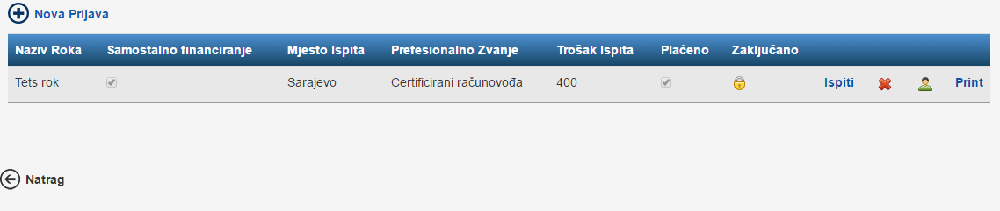 Nova Prijava
Naziv Roka Samostalno financiranje Mjesto Ispita Prefesionalno Zvanje Trošak Ispita Plaćeno Zaključano
Tets rok Sarajevo Certificirani računovođa 400 Ispiti Print
Natrag